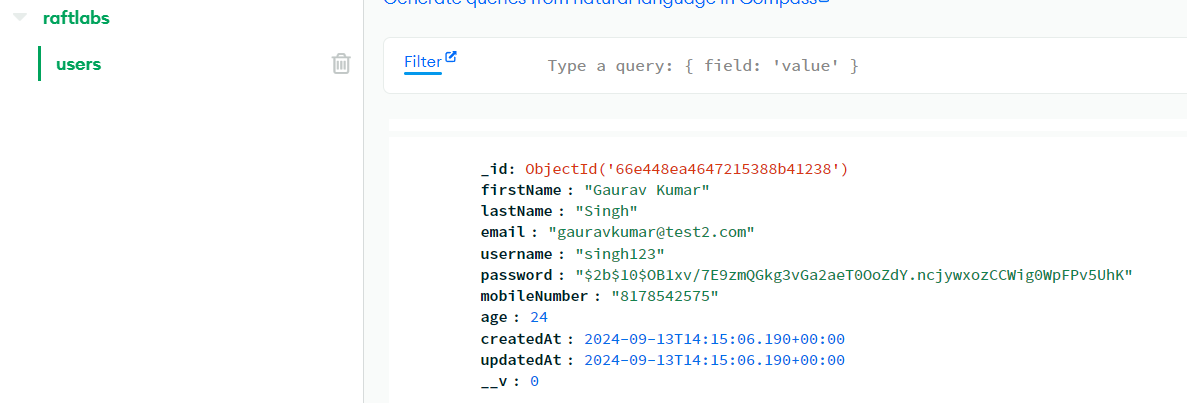 raftlabs
users
Generate queries from natural language in Compass
Filter
Type a query: { field: 'value' }
_id: ObjectId('66e448ea4647215388b41238')
firstName : "Gaurav Kumar"
lastName : "Singh"
email : "gauravkumar@test2.com"
username : "singh123"
password : "$2b$10$OB1xv/7E9zmQGkg3vGa2aeT0OoZdY.ncjywxozCCWig0WpFPv5UhK"
mobileNumber : "8178542575"
age : 24
createdAt : 2024-09-13T14:15:06.190+00:00
updatedAt : 2024-09-13T14:15:06.190+00:00
__v : 0